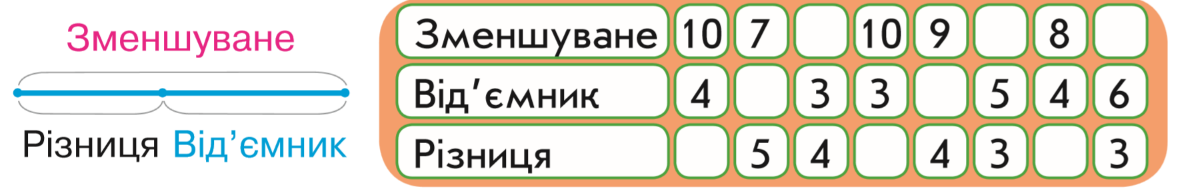 Зменшуване
Різниця Від’ємник
Зменшуване 10 7 10 9 8
Від’ємник 4 3 3 5 4 6
Різниця 5 4 4 3 3